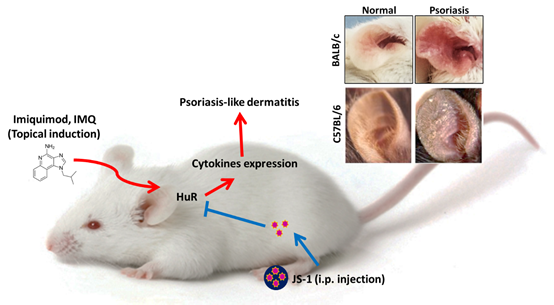 Normal Psoriasis
BALB/c
C57BL/6
Psoriasis-like dermatitis
Imiquimod, IMQ
(Topical induction)
NH₂
N
N
N
Cytokines expression
HuR
JS-1 (i.p. injection)